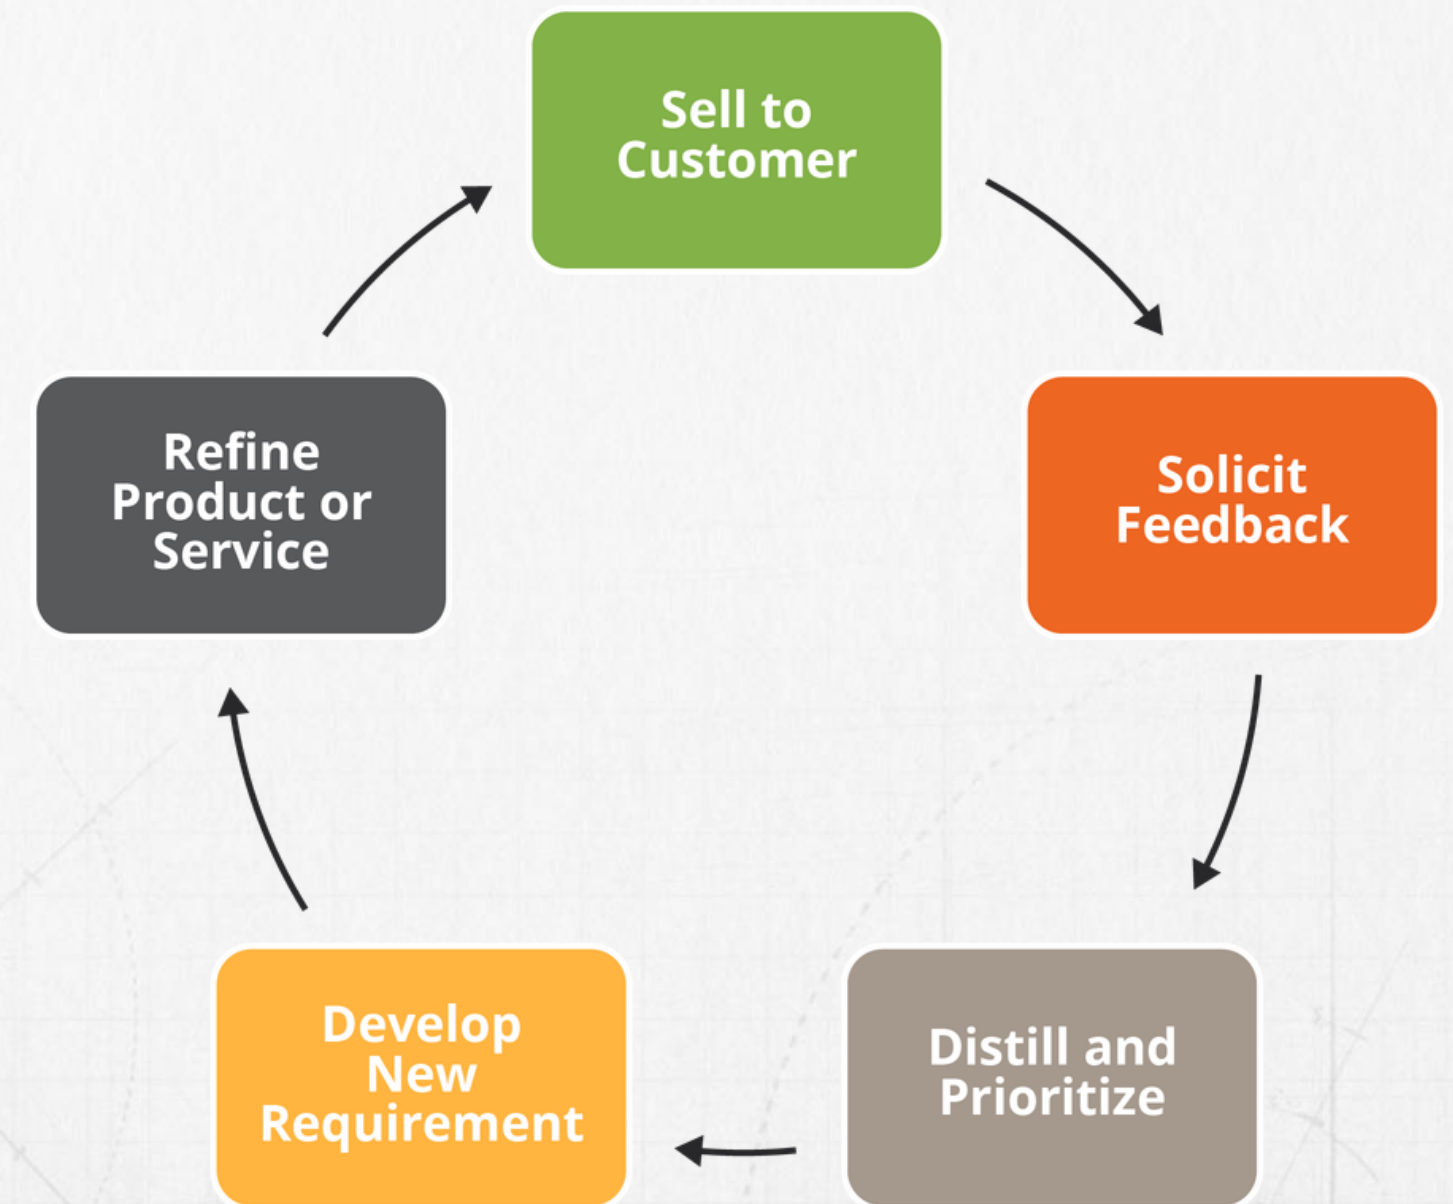 Sell to
Customer
Solicit
Feedback
Distill and
Prioritize
Develop
New
Requirement
Refine
Product or
Service